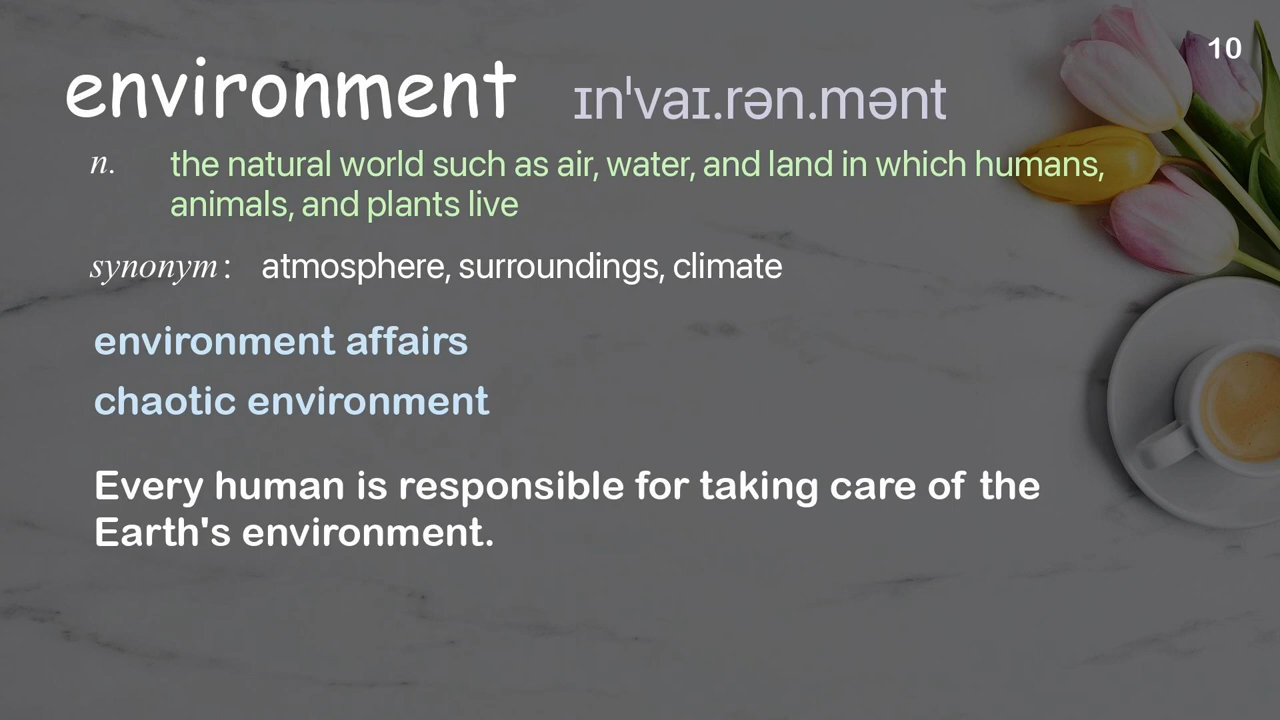 10
environment ɪnˈvaɪ.rən.mənt
n. the natural world such as air, water, and land in which humans,
animals, and plants live
synonym: atmosphere, surroundings, climate
environment affairs
chaotic environment
Every human is responsible for taking care of the
Earth's environment.